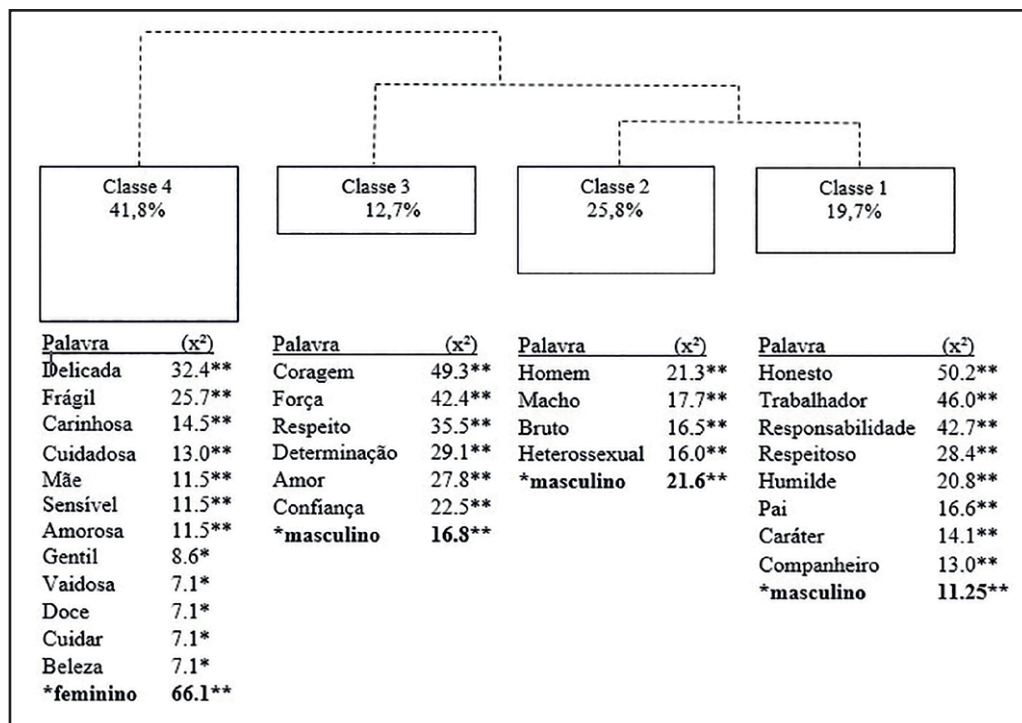 Classe 4
41,8%
Classe 3
12,7%
Classe 2
25,8%
Classe 1
19,7%
Palavra (x²)
Delicada 32.4**
Frágil 25.7**
Carinhosa 14.5**
Cuidadosa 13.0**
Mãe 11.5**
Sensível 11.5**
Amorosa 11.5**
Gentil 8.6*
Vaidosa 7.1*
Doce 7.1*
Cuidar 7.1*
Beleza 7.1*
*feminino 66.1**
Palavra (x²)
Coragem 49.3**
Força 42.4**
Respeito 35.5**
Determinação 29.1**
Amor 27.8**
Confiança 22.5**
*masculino 16.8**
Palavra (x²)
Homem 21.3**
Macho 17.7**
Bruto 16.5**
Heterossexual 16.0**
*masculino 21.6**
Palavra (x²)
Honesto 50.2**
Trabalhador 46.0**
Responsabilidade 42.7**
Respeitoso 28.4**
Humilde 20.8**
Pai 16.6**
Caráter 14.1**
Companheiro 13.0**
*masculino 11.25**